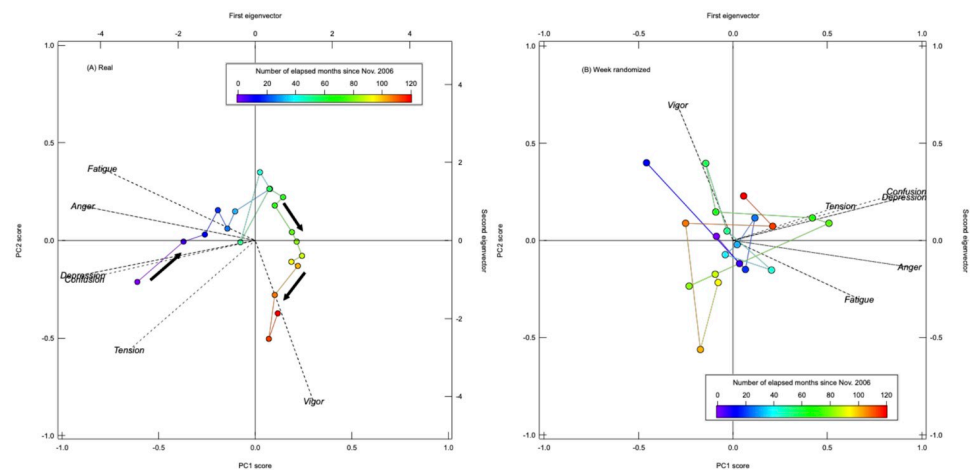 First eigenvector
-4 -2 0 2 4
(A) Real
Number of elapsed months since Nov. 2006
0 20 40 60 80 100 120
1.0
0.5
0.0
-0.5
-1.0
PC2 score
4
2
0
-2
-4
Second eigenvector
Fatigue
Anger
Depression
Confusion
Tension
Vigor
-1.0 -0.5 0.0 0.5 1.0
PC1 score
First eigenvector
-1.0 -0.5 0.0 0.5 1.0
(B) Week randomized
1.0
0.5
0.0
-0.5
-1.0
PC2 score
1.0
0.5
0.0
-0.5
-1.0
Second eigenvector
Vigor
Confusion
Depression
Tension
Anger
Fatigue
Number of elapsed months since Nov. 2006
0 20 40 60 80 100 120
-1.0 -0.5 0.0 0.5 1.0
PC1 score